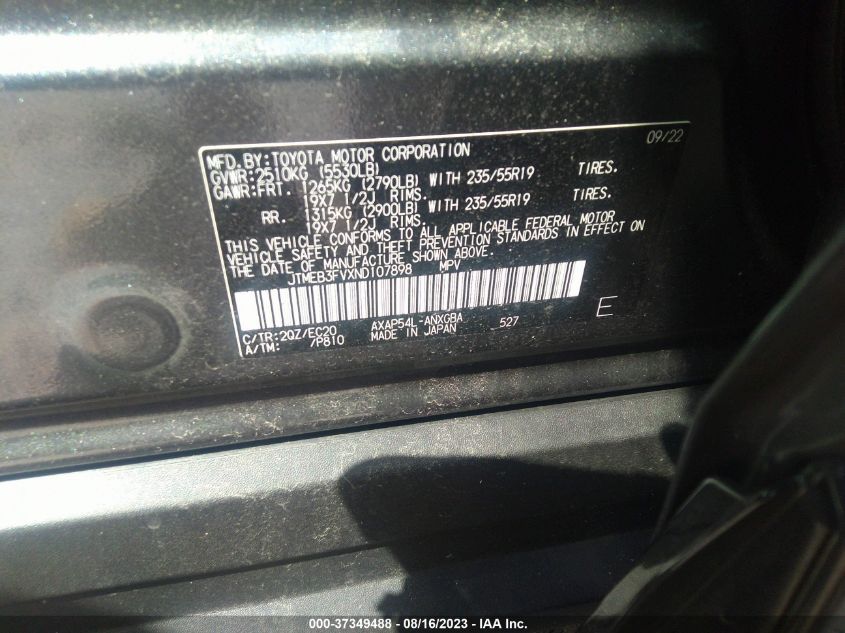 09/22
MFD. BY: TOYOTA MOTOR CORPORATION
GVWR: 2510KG (5530LB)
GAWR: FRT. 1265KG (2790LB) WITH 235/55R19 TIRES.
19X7 1/2J RIMS.
RR. 1315KG (2900LB) WITH 235/55R19 TIRES.
19X7 1/2J RIMS.
THIS VEHICLE CONFORMS TO ALL APPLICABLE FEDERAL MOTOR
VEHICLE SAFETY AND THEFT PREVENTION STANDARDS IN EFFECT ON
THE DATE OF MANUFACTURE SHOWN ABOVE.
JTMEB3FVXND107898 MPV
C/TR: 2QZ/EC20 AXAP54L-ANXGBA 527 E
A/TM: /P810 MADE IN JAPAN
000-37349488 - 08/16/2023 - IAA Inc.